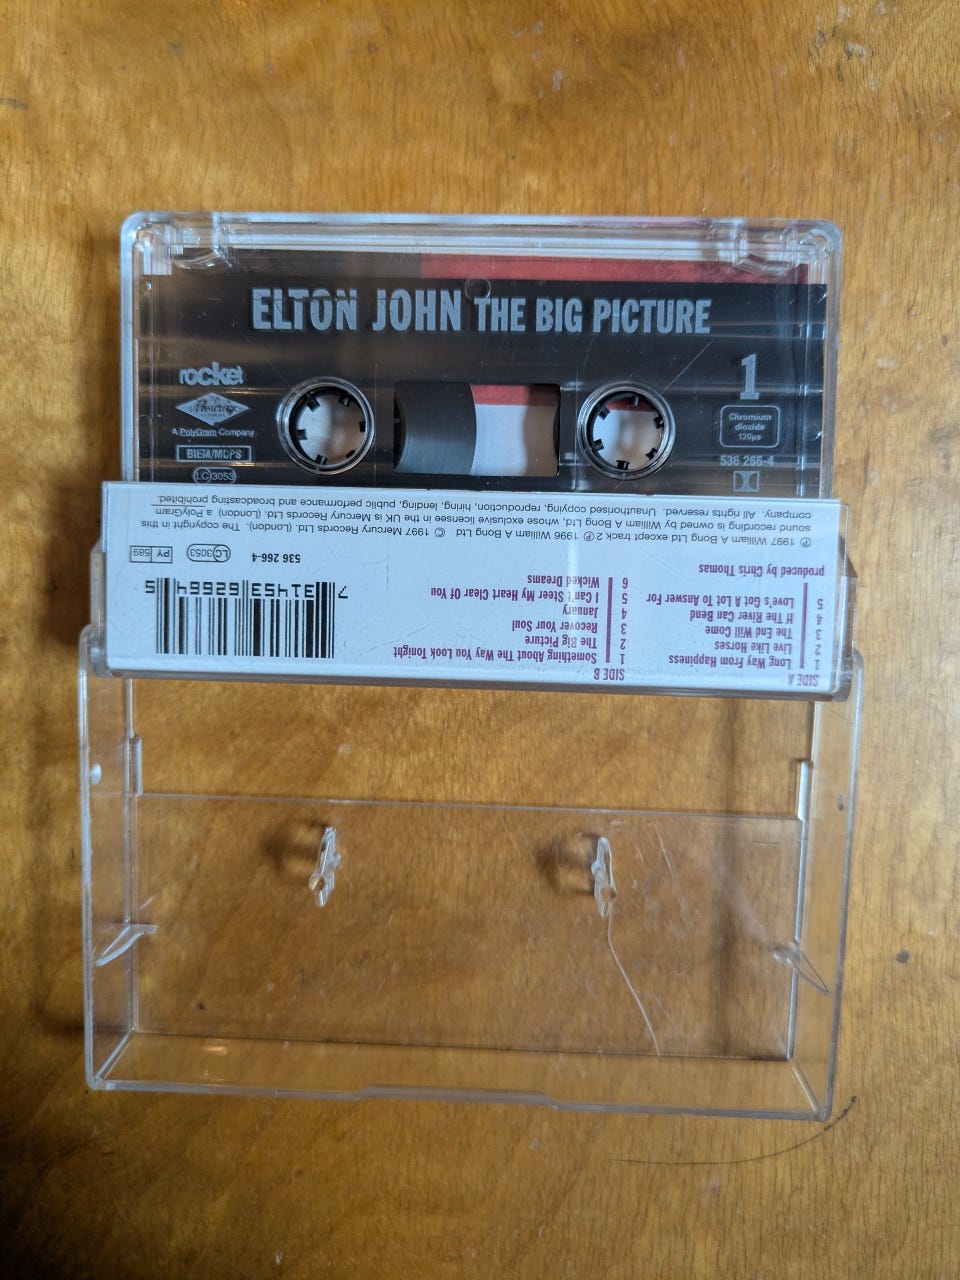 ELTON JOHN THE BIG PICTURE
rocket
Mercury
A PolyGram Company
BIEM/MCPS
LC 3053
1
Chromium
dioxide
120µs
536 266-4
SIDE A
1 Long Way From Happiness
2 Live Like Horses
3 The End Will Come
4 If The River Can Bend
5 Love's Got A Lot To Answer For
produced by Chris Thomas
SIDE B
1 Something About The Way You Look Tonight
2 The Big Picture
3 Recover Your Soul
4 January
5 I Can't Steer My Heart Clear Of You
6 Wicked Dreams
7 31453 62664 5
536 266-4
LC 3053
PY 589
℗ 1997 William A Bong Ltd except track 2 ℗ 1996 William A Bong Ltd © 1997 Mercury Records Ltd. (London). The copyright in this
sound recording is owned by William A Bong Ltd, whose exclusive licensee in the UK is Mercury Records Ltd. (London) a PolyGram
company. All rights reserved. Unauthorised copying, reproduction, hiring, lending, public performance and broadcasting prohibited.